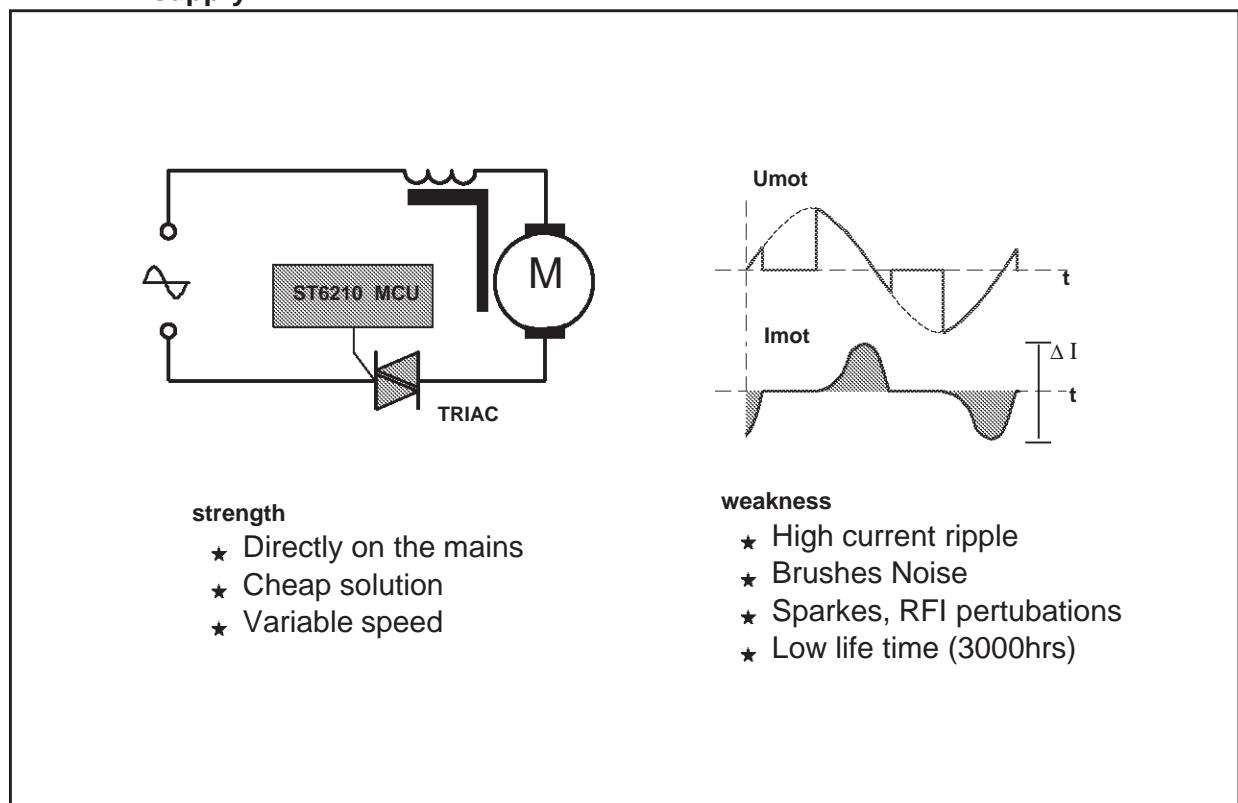 Umot
M
ST6210 MCU
t
Imot
Δ I
t
TRIAC
strength
★ Directly on the mains
★ Cheap solution
★ Variable speed
weakness
★ High current ripple
★ Brushes Noise
★ Sparkes, RFI pertubations
★ Low life time (3000hrs)